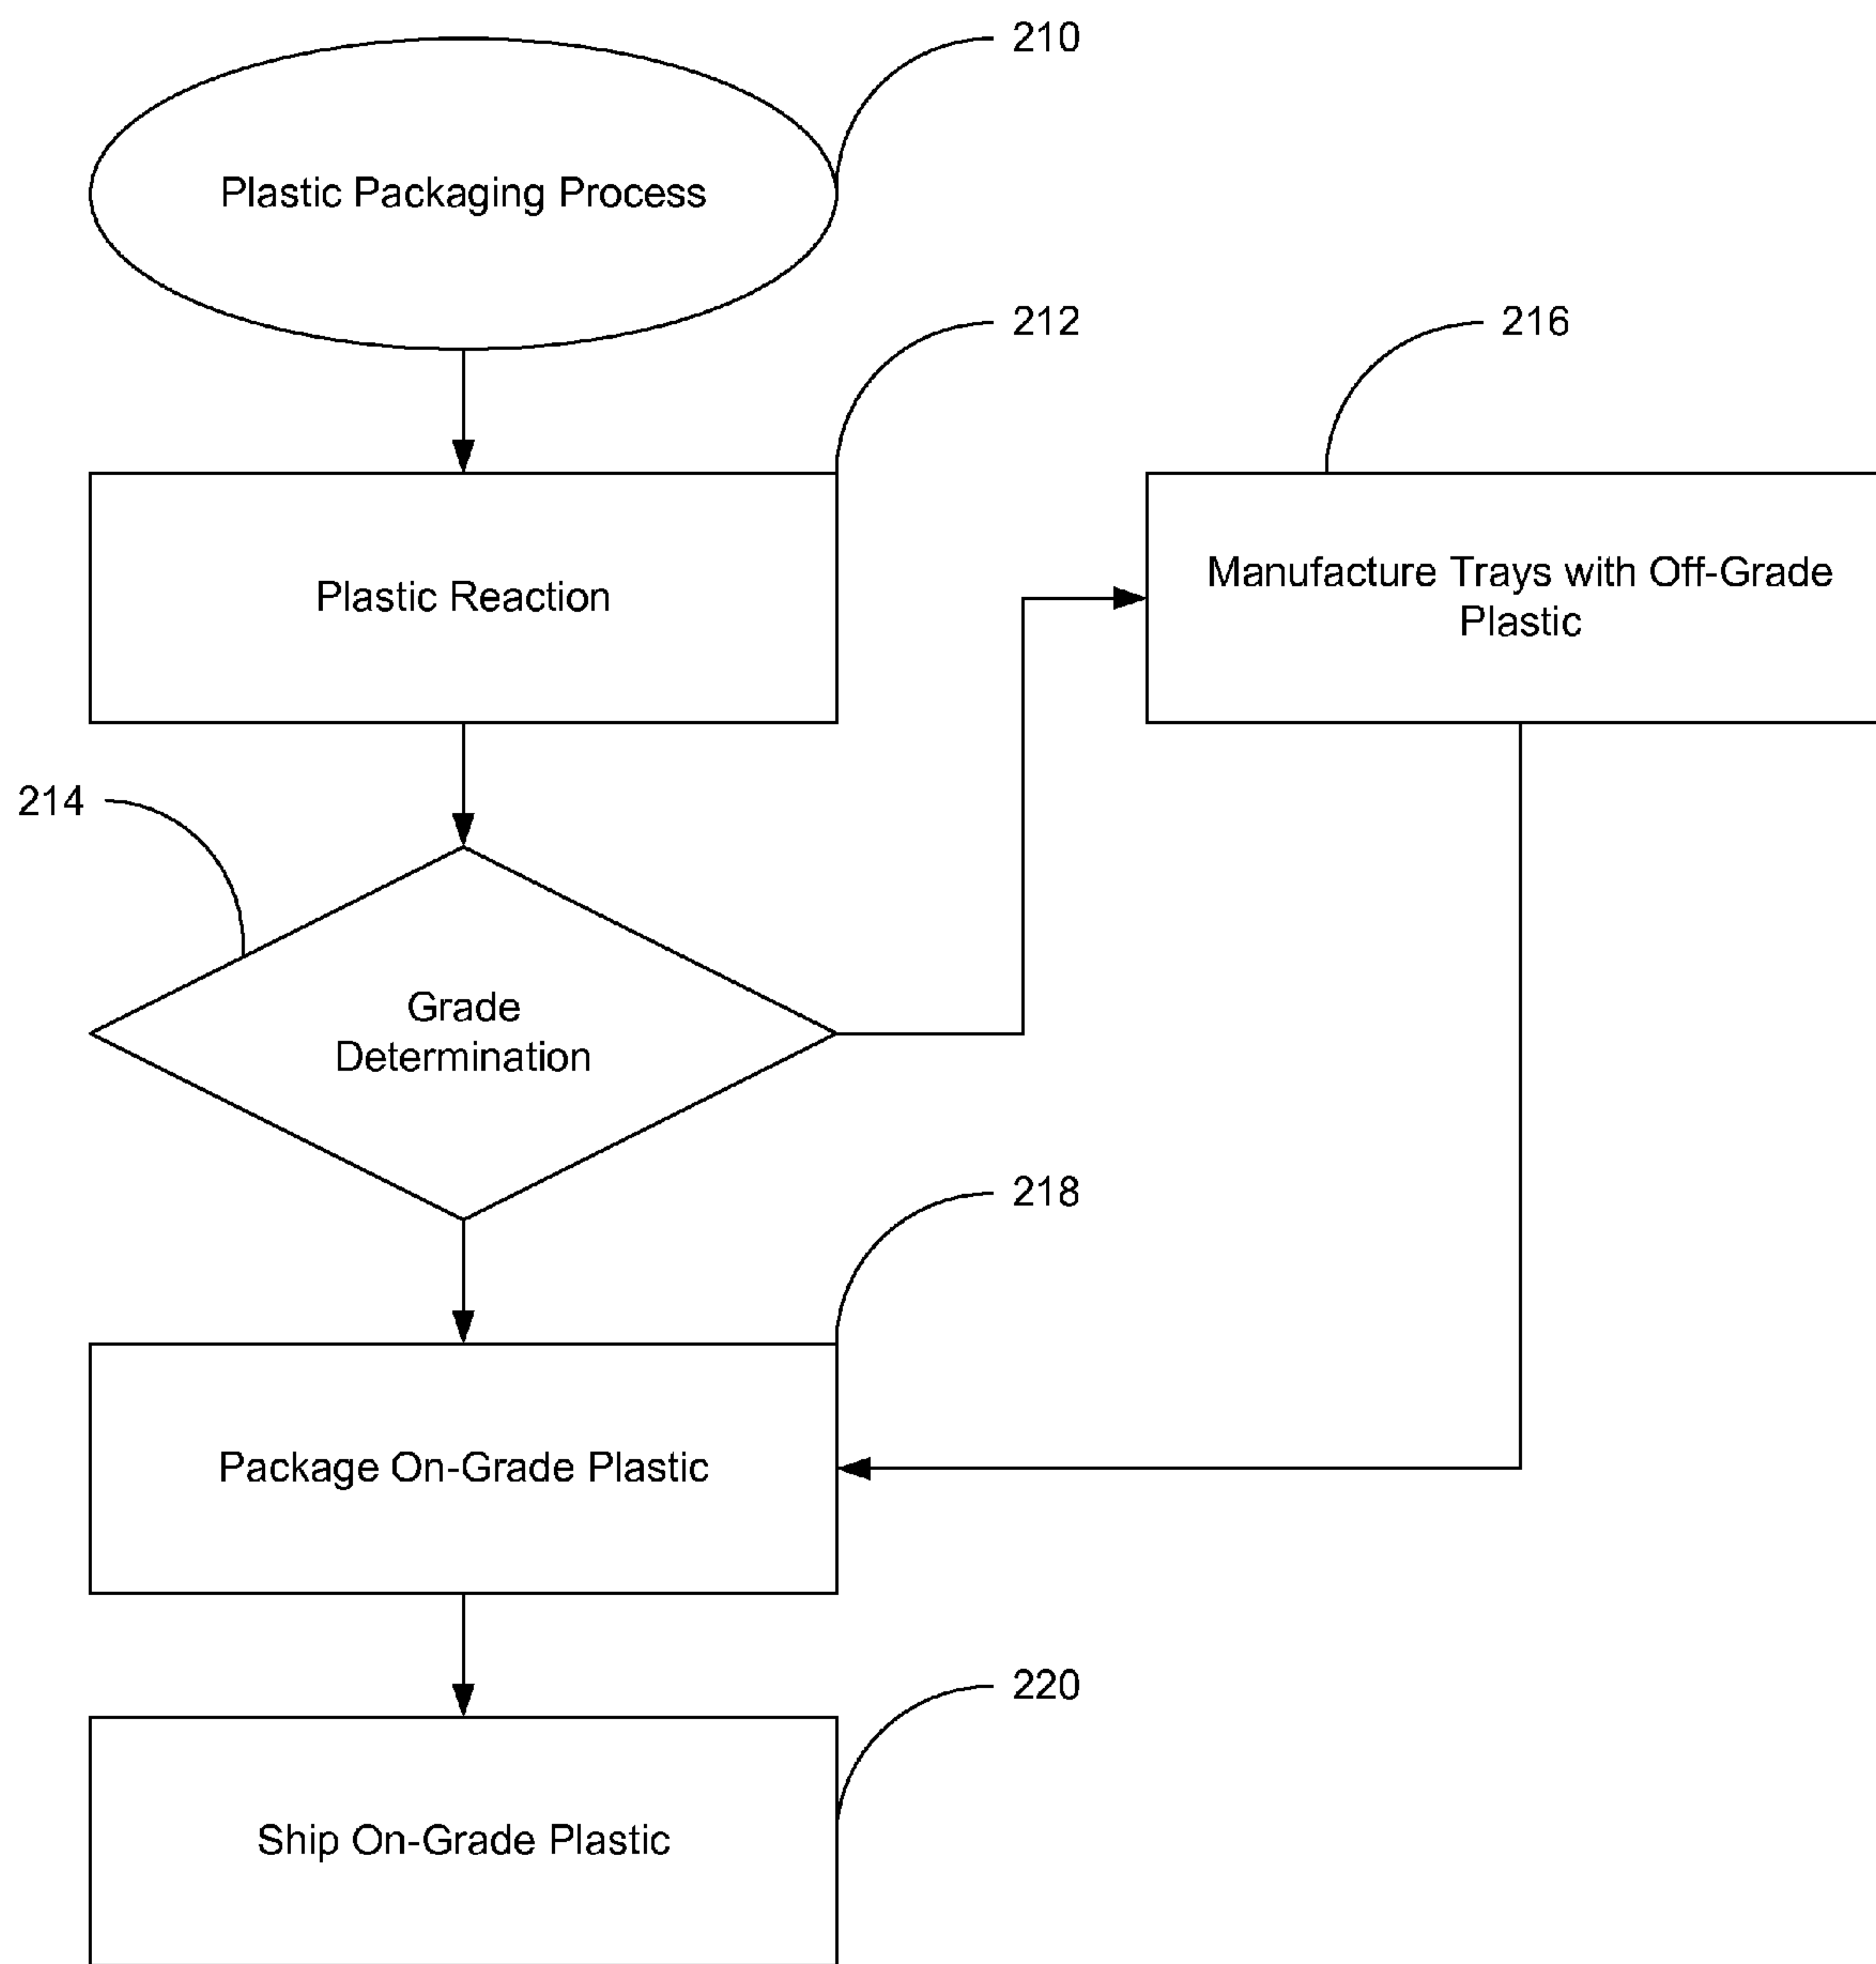 210
Plastic Packaging Process
212
216
Plastic Reaction
Manufacture Trays with Off-Grade
Plastic
214
Grade
Determination
218
Package On-Grade Plastic
220
Ship On-Grade Plastic